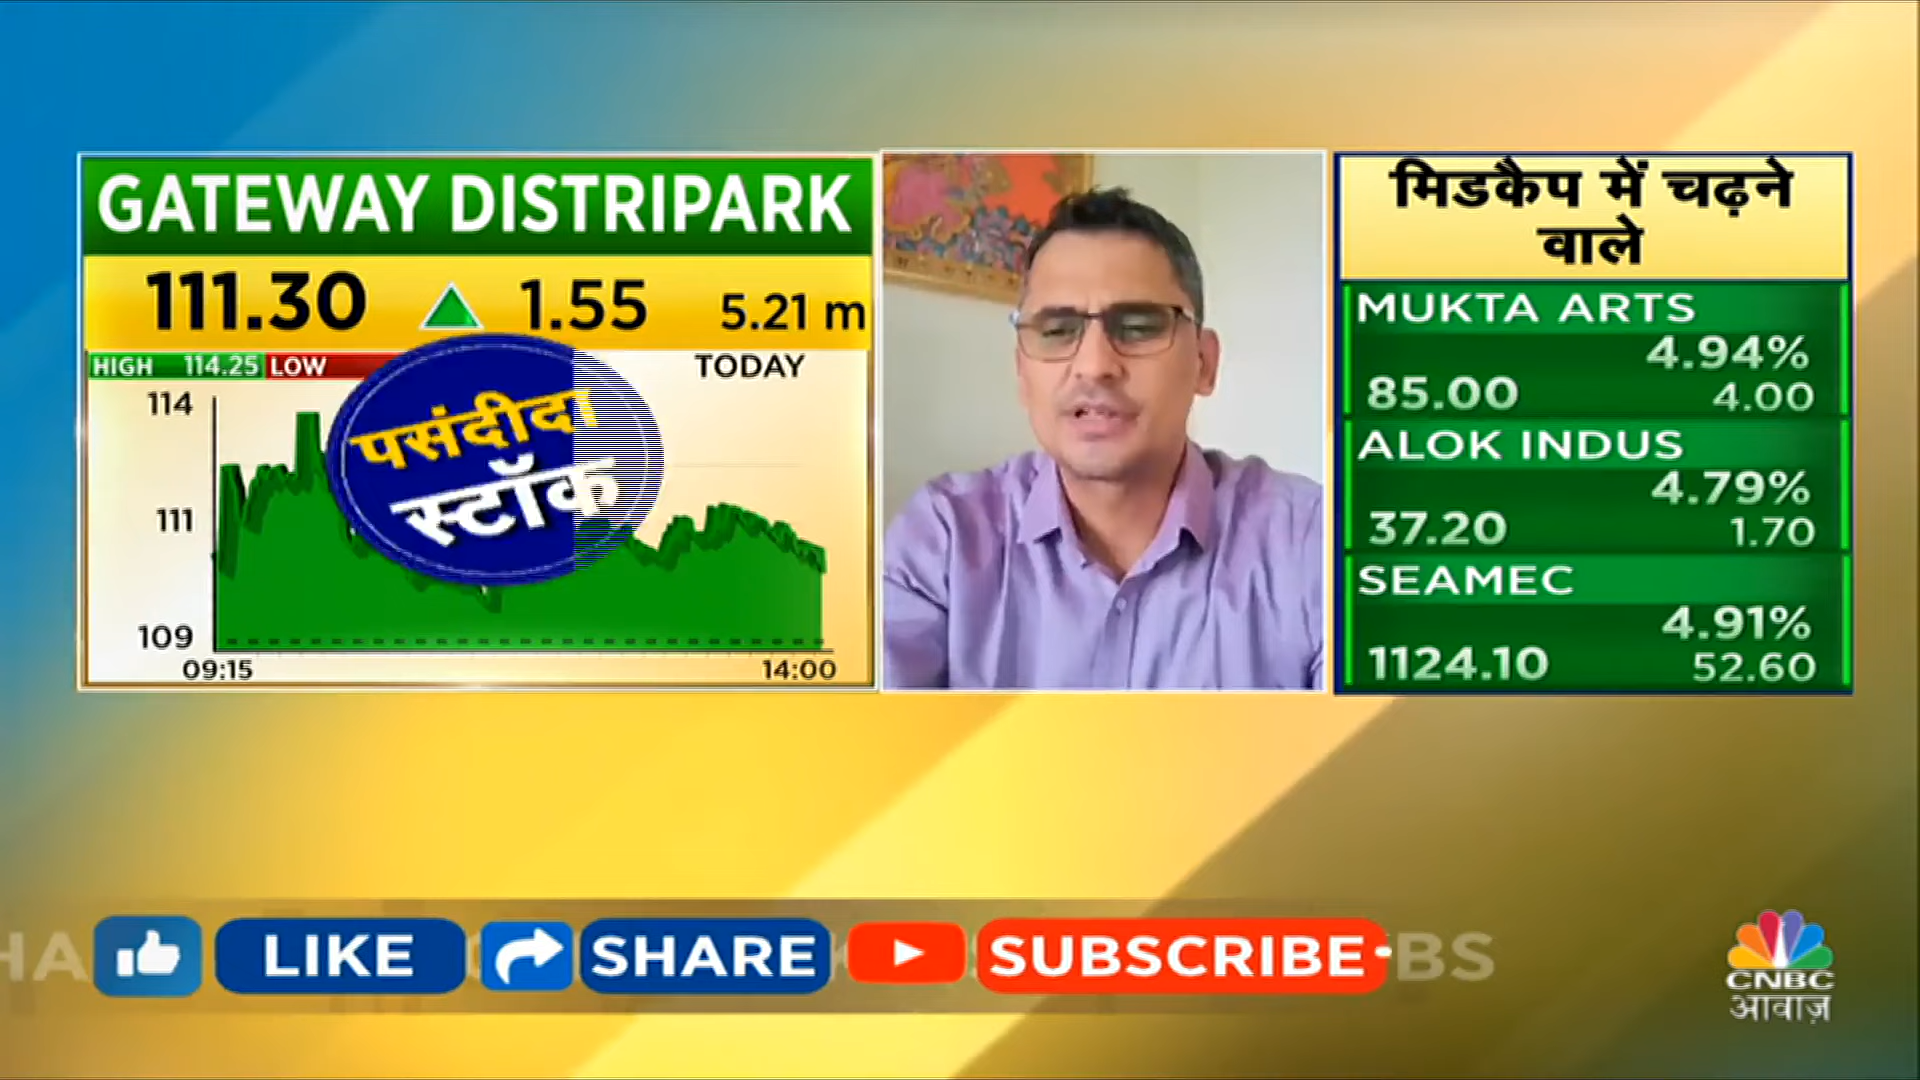 GATEWAY DISTRIPARK
111.30 1.55 5.21 m
HIGH 114.25 LOW
TODAY
114
111
109
09:15 14:00
पसंदीदा
स्टॉक
मिडकैप में चढ़ने
वाले
MUKTA ARTS
4.94%
85.00 4.00
ALOK INDUS
4.79%
37.20 1.70
SEAMEC
4.91%
1124.10 52.60
LIKE SHARE SUBSCRIBE
CNBC
आवाज़